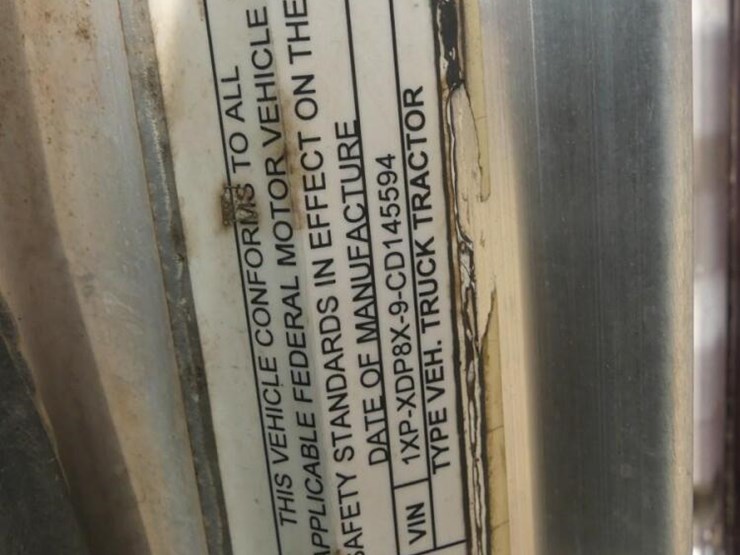 THIS VEHICLE CONFORMS TO ALL
APPLICABLE FEDERAL MOTOR VEHICLE
SAFETY STANDARDS IN EFFECT ON THE
DATE OF MANUFACTURE
VIN 1XP-XDP8X-9-CD145594
TYPE VEH. TRUCK TRACTOR